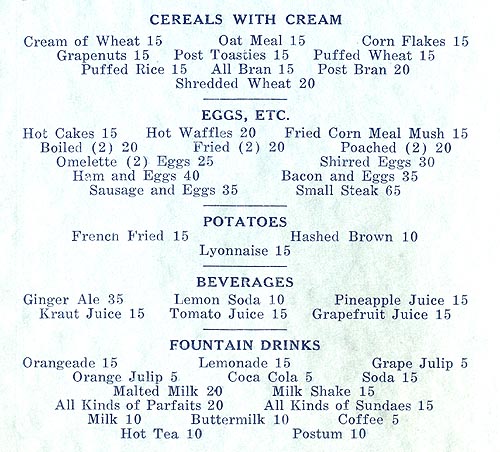 CEREALS WITH CREAM
Cream of Wheat 15 Oat Meal 15 Corn Flakes 15
Grapenuts 15 Post Toasties 15 Puffed Wheat 15
Puffed Rice 15 All Bran 15 Post Bran 20
Shredded Wheat 20
EGGS, ETC.
Hot Cakes 15 Hot Waffles 20 Fried Corn Meal Mush 15
Boiled (2) 20 Fried (2) 20 Poached (2) 20
Omelette (2) Eggs 25 Shirred Eggs 30
Ham and Eggs 40 Bacon and Eggs 35
Sausage and Eggs 35 Small Steak 65
POTATOES
French Fried 15 Hashed Brown 10
Lyonnaise 15
BEVERAGES
Ginger Ale 35 Lemon Soda 10 Pineapple Juice 15
Kraut Juice 15 Tomato Juice 15 Grapefruit Juice 15
FOUNTAIN DRINKS
Orangeade 15 Lemonade 15 Grape Julip 5
Orange Julip 5 Coca Cola 5 Soda 15
Malted Milk 20 Milk Shake 15
All Kinds of Parfaits 20 All Kinds of Sundaes 15
Milk 10 Buttermilk 10 Coffee 5
Hot Tea 10 Postum 10